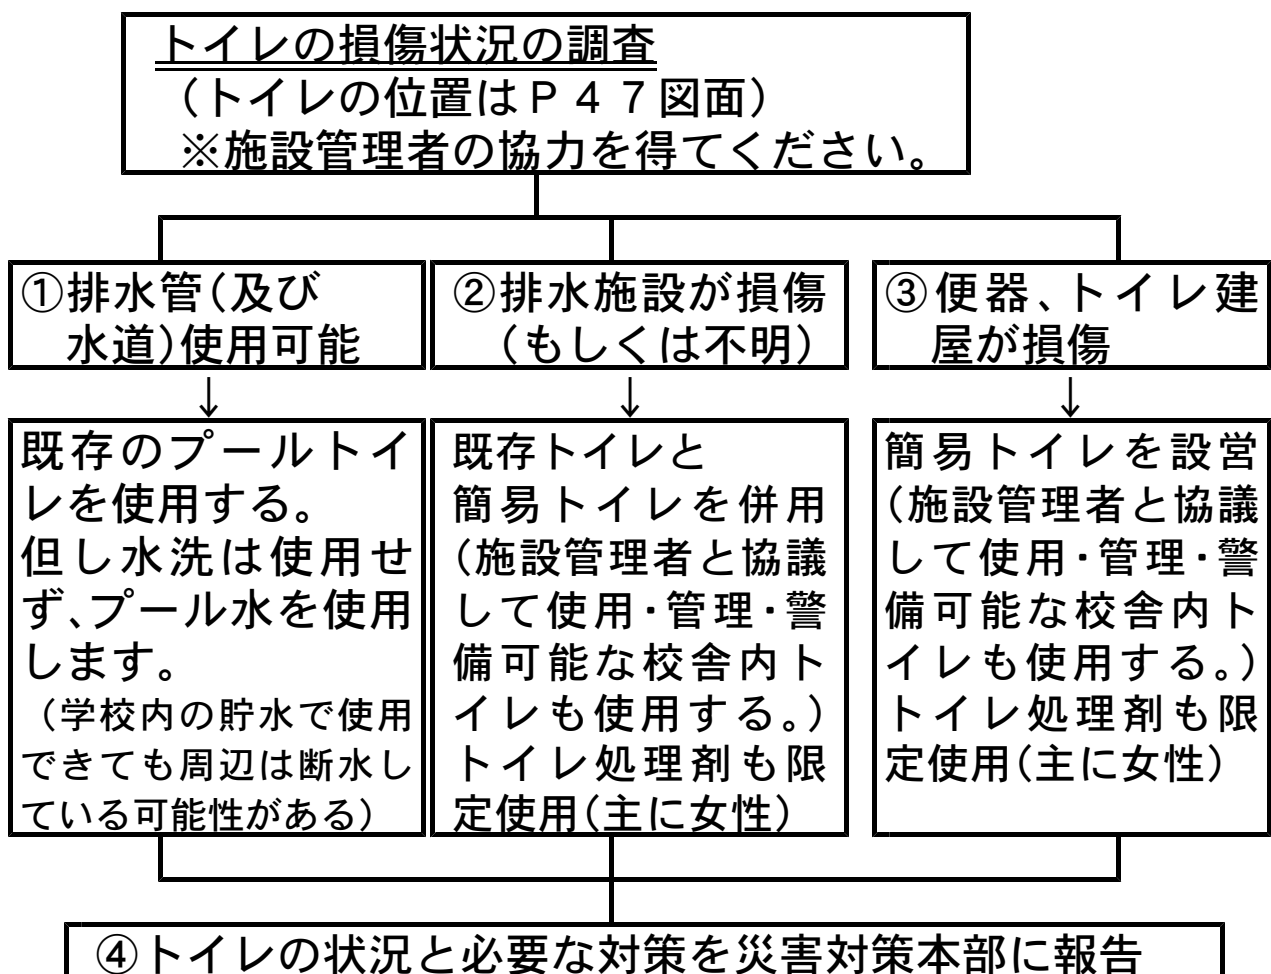 トイレの損傷状況の調査
（トイレの位置はＰ４７図面）
※施設管理者の協力を得てください。
①排水管（及び
水道）使用可能
↓
既存のプールトイ
レを使用する。
但し水洗は使用せ
ず、プール水を使用
します。
（学校内の貯水で使用
できても周辺は断水し
ている可能性がある）
②排水施設が損傷
（もしくは不明）
↓
既存トイレと
簡易トイレを併用
（施設管理者と協議
して使用・管理・警
備可能な校舎内ト
イレも使用する。）
トイレ処理剤も限
定使用（主に女性）
③便器、トイレ建
屋が損傷
↓
簡易トイレを設営
（施設管理者と協議
して使用・管理・警
備可能な校舎内ト
イレも使用する。）
トイレ処理剤も限
定使用（主に女性）
④トイレの状況と必要な対策を災害対策本部に報告